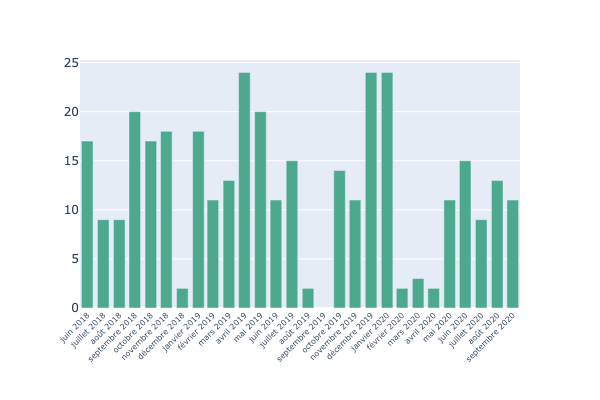 25
20
15
10
5
0
juin 2018
juillet 2018
août 2018
septembre 2018
octobre 2018
novembre 2018
décembre 2018
janvier 2019
février 2019
mars 2019
avril 2019
mai 2019
juin 2019
juillet 2019
août 2019
septembre 2019
octobre 2019
novembre 2019
décembre 2019
janvier 2020
février 2020
mars 2020
avril 2020
mai 2020
juin 2020
juillet 2020
août 2020
septembre 2020